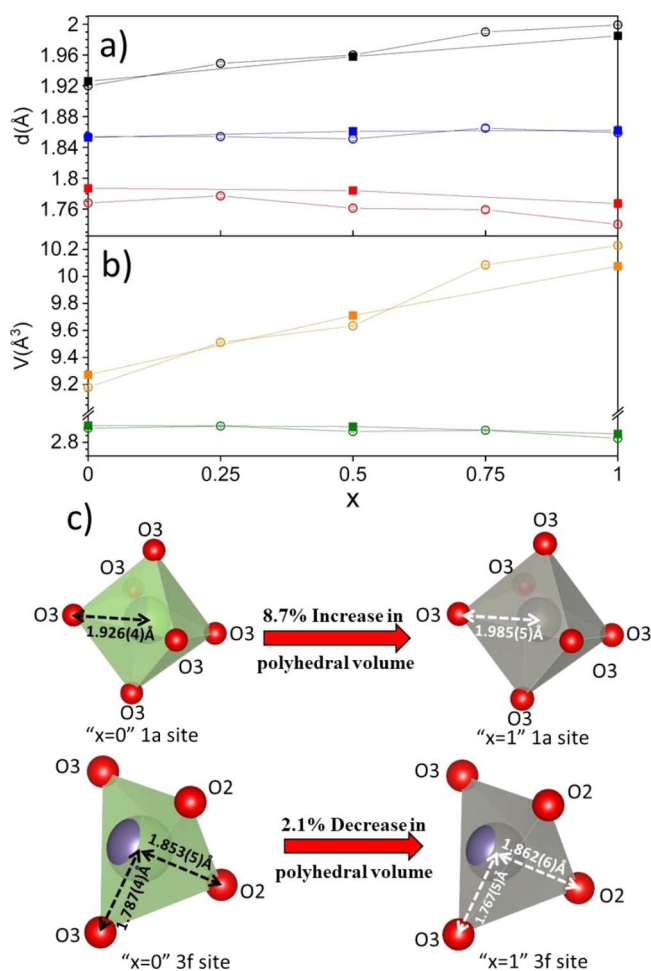 a)
2
1.96
1.92
1.88
1.84
1.8
1.76
d(Å)
b)
10.2
10
9.8
9.6
9.4
9.2
2.8
V(Å³)
0
0.25
0.5
0.75
1
x
c)
O3
O3
O3
1.926(4)Å
O3
O3
O3
"x=0" 1a site
8.7% Increase in
polyhedral volume
O3
O3
O3
1.985(5)Å
O3
O3
O3
"x=1" 1a site
O3
O2
1.853(5)Å
1.787(4)Å
O2
O3
"x=0" 3f site
2.1% Decrease in
polyhedral volume
O3
O2
1.862(6)Å
1.767(5)Å
O2
O3
"x=1" 3f site